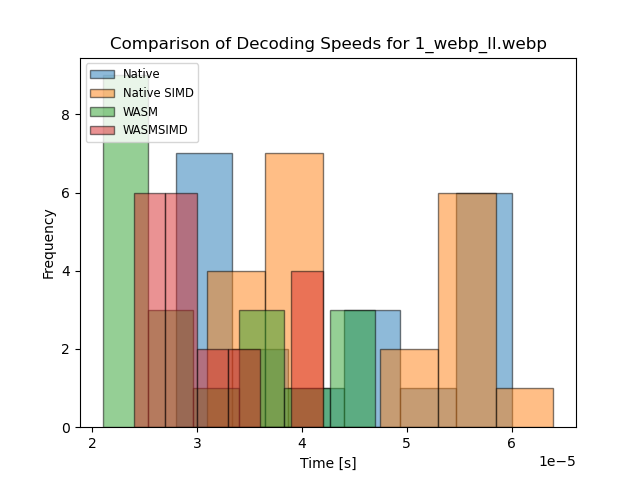 Comparison of Decoding Speeds for 1_webp_ll.webp
Native
Native SIMD
WASM
WASMSIMD
8
6
4
2
0
Frequency
2 3 4 5 6
1e−5
Time [s]